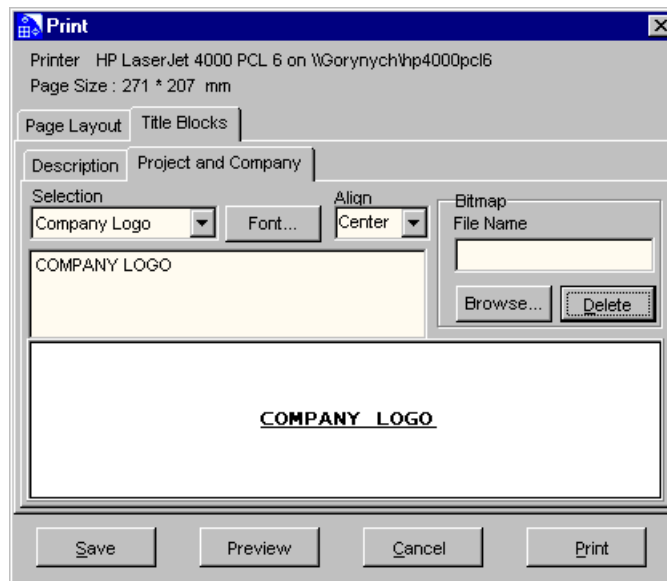 Print
Printer HP LaserJet 4000 PCL 6 on \\Gorynych\hp4000pcl6
Page Size : 271 * 207 mm
Page Layout Title Blocks
Description Project and Company
Selection Align Bitmap
Company Logo Font... Center File Name
COMPANY LOGO
Browse... Delete
COMPANY LOGO
Save Preview Cancel Print